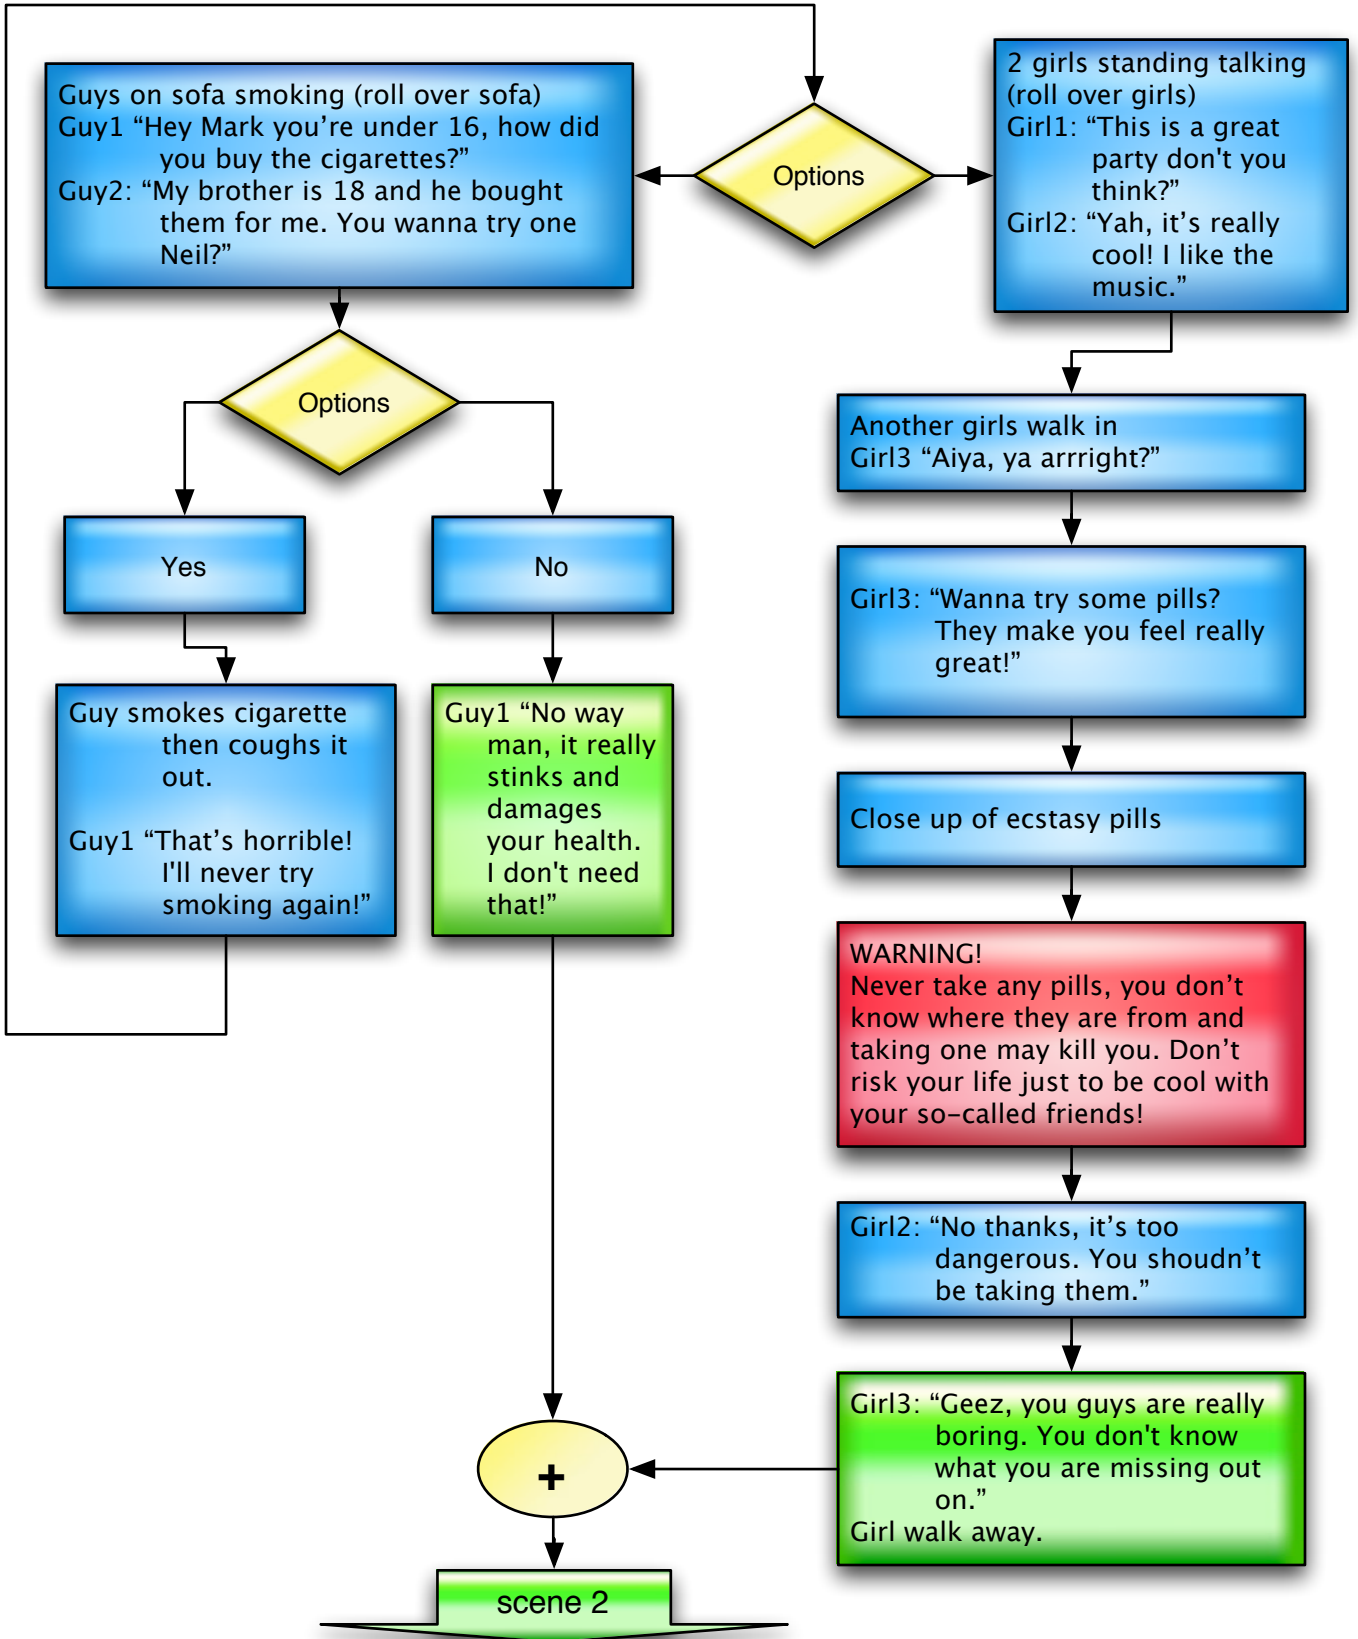 Guys on sofa smoking (roll over sofa)
Guy1 “Hey Mark you’re under 16, how did
you buy the cigarettes?”
Guy2: “My brother is 18 and he bought
them for me. You wanna try one
Neil?”
Options
2 girls standing talking
(roll over girls)
Girl1: “This is a great
party don't you
think?”
Girl2: “Yah, it’s really
cool! I like the
music.”
Options
Yes
No
Guy smokes cigarette
then coughs it
out.
Guy1 “That’s horrible!
I'll never try
smoking again!”
Guy1 “No way
man, it really
stinks and
damages
your health.
I don't need
that!”
Another girls walk in
Girl3 “Aiya, ya arrright?”
Girl3: “Wanna try some pills?
They make you feel really
great!”
Close up of ecstasy pills
WARNING!
Never take any pills, you don’t
know where they are from and
taking one may kill you. Don’t
risk your life just to be cool with
your so-called friends!
Girl2: “No thanks, it’s too
dangerous. You shoudn’t
be taking them.”
Girl3: “Geez, you guys are really
boring. You don't know
what you are missing out
on.”
Girl walk away.
+
scene 2